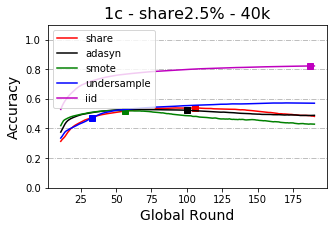 1c - share2.5% - 40k
share
adasyn
smote
undersample
iid
Accuracy
1.0
0.8
0.6
0.4
0.2
0.0
25 50 75 100 125 150 175
Global Round